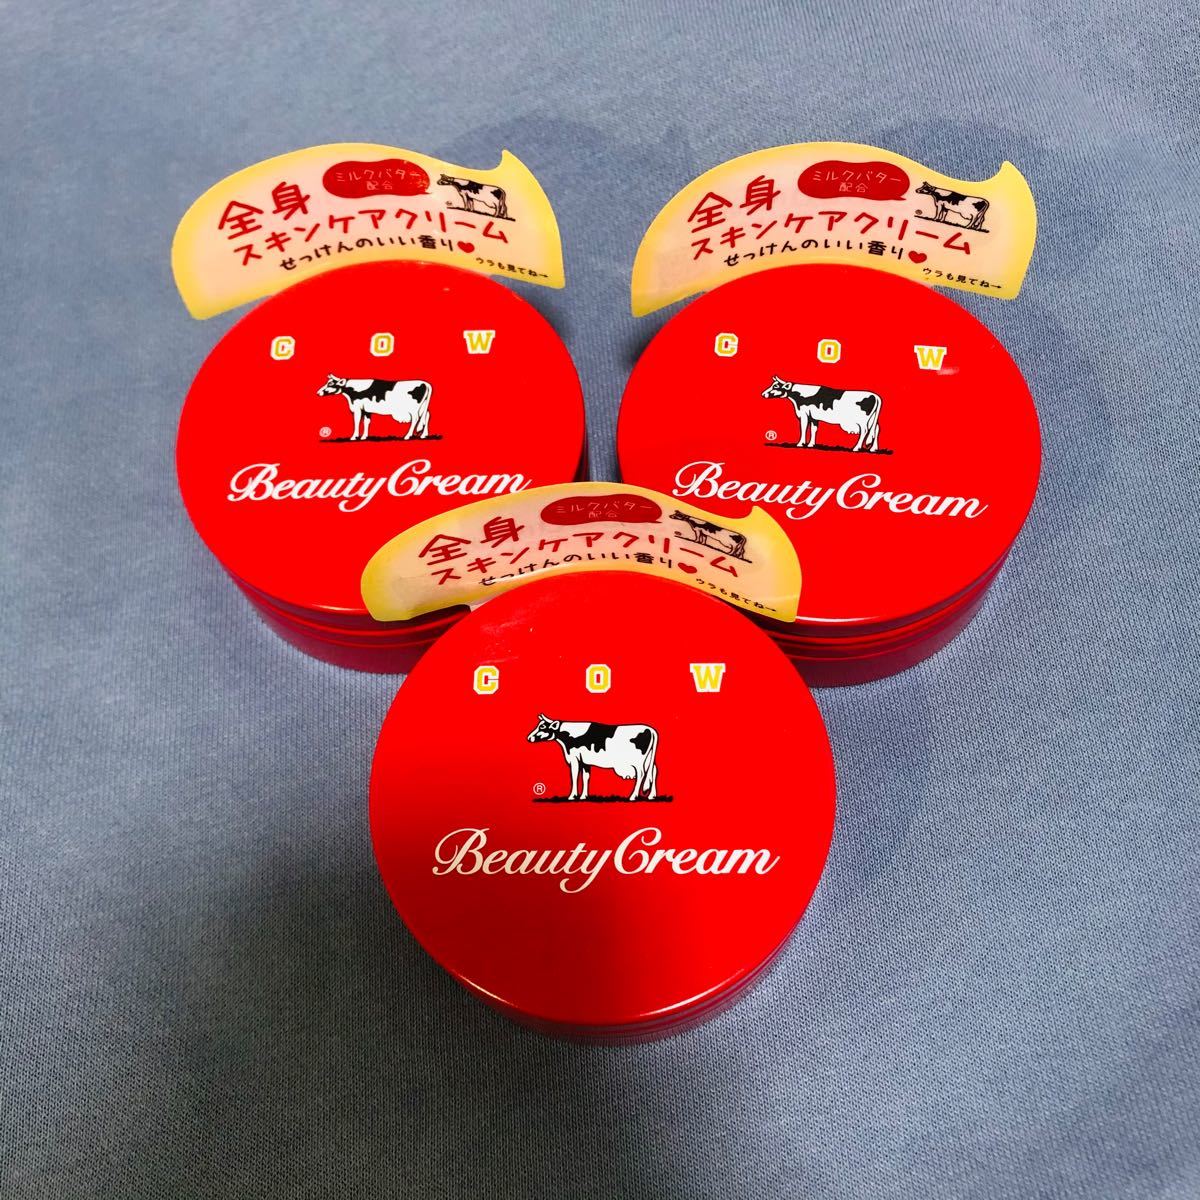 ミルクバター
配合
全身
スキンケアクリーム
せっけんのいい香り♥
ウラも見てね→
COW
®
Beauty Cream
ミルクバター
配合
全身
®
スキンケアクリーム
せっけんのいい香り♥
ウラも見てね→
COW
®
Beauty Cream
ミルクバター
配合
全身
スキンケアクリーム
せっけんのいい香り♥
ウラも見てね→
COW
®
Beauty Cream